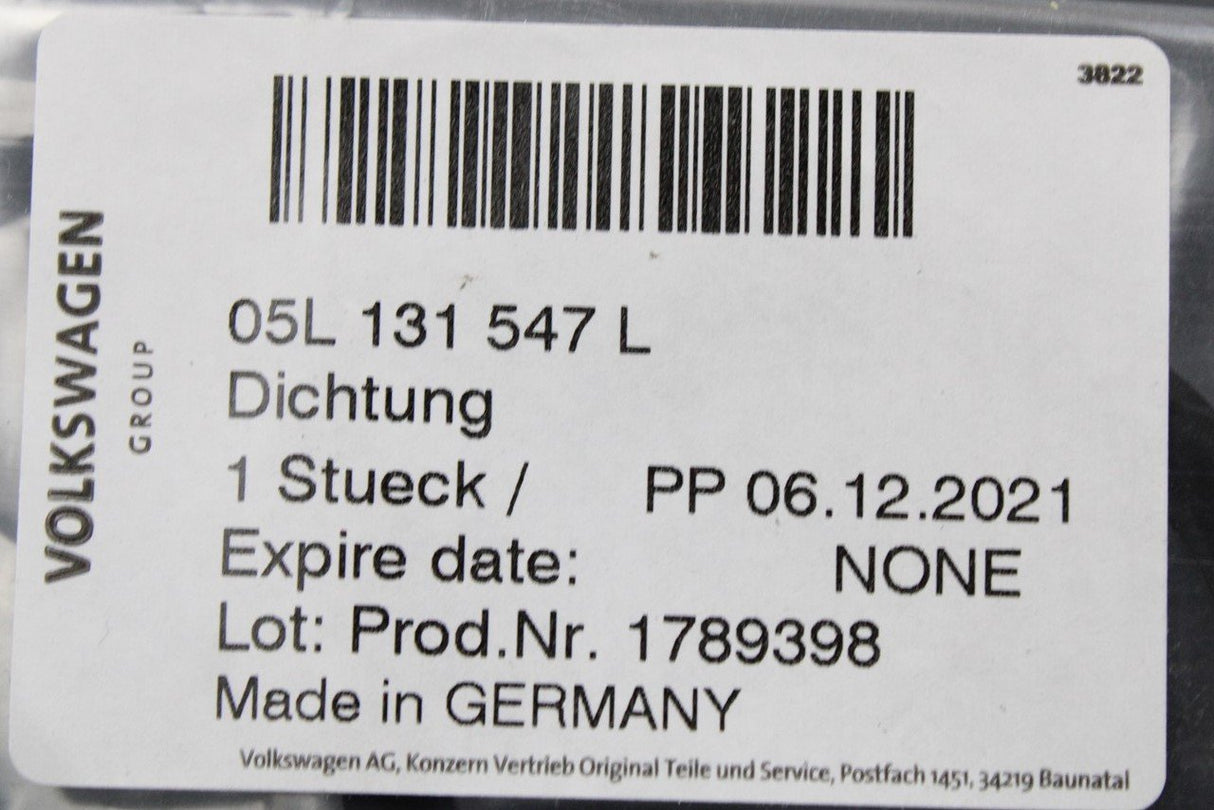 3822
VOLKSWAGEN
GROUP
05L 131 547 L
Dichtung
1 Stueck / PP 06.12.2021
Expire date: NONE
Lot: Prod.Nr. 1789398
Made in GERMANY
Volkswagen AG, Konzern Vertrieb Original Teile und Service, Postfach 1451, 34219 Baunatal